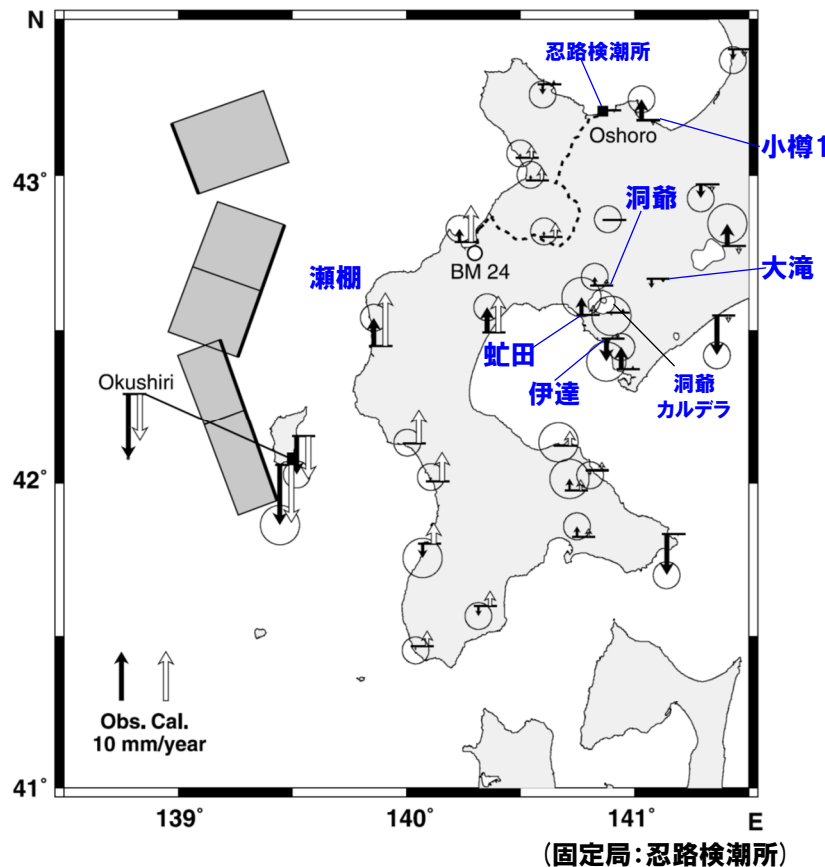 N
忍路検潮所
Oshoro
小樽1
43°
洞爺
瀬棚
BM 24
大滝
虻田
伊達
洞爺
カルデラ
Okushiri
42°
Obs. Cal.
10 mm/year
41°
139°
140°
141°
E
(固定局:忍路検潮所)